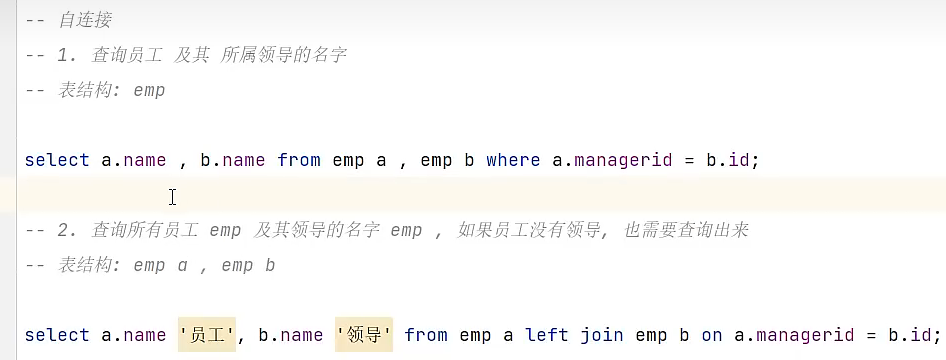 -- 自连接
-- 1. 查询员工 及其 所属领导的名字
-- 表结构: emp
select a.name , b.name from emp a , emp b where a.managerid = b.id;
-- 2. 查询所有员工 emp 及其领导的名字 emp , 如果员工没有领导, 也需要查询出来
-- 表结构: emp a , emp b
select a.name '员工', b.name '领导' from emp a left join emp b on a.managerid = b.id;